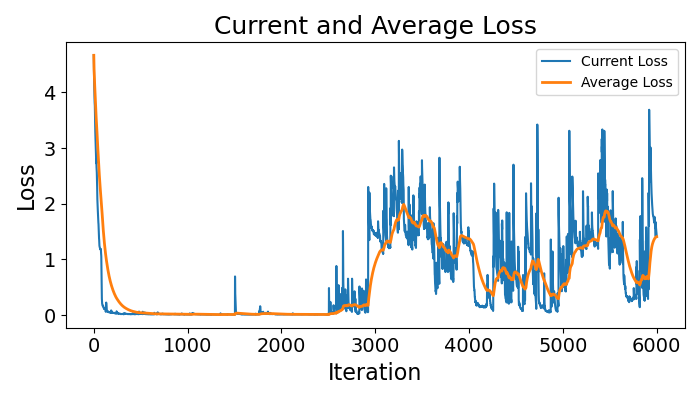 Current and Average Loss
Current Loss
Average Loss
Loss
4
3
2
1
0
0 1000 2000 3000 4000 5000 6000
Iteration